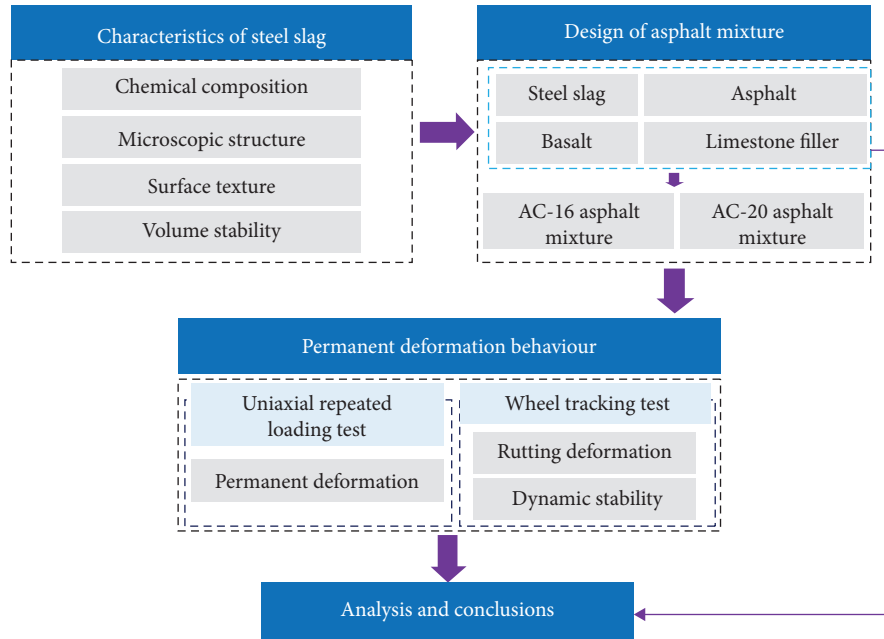 Characteristics of steel slag
Chemical composition
Microscopic structure
Surface texture
Volume stability
Design of asphalt mixture
Steel slag
Asphalt
Basalt
Limestone filler
AC-16 asphalt
mixture
AC-20 asphalt
mixture
Permanent deformation behaviour
Uniaxial repeated
loading test
Permanent deformation
Wheel tracking test
Rutting deformation
Dynamic stability
Analysis and conclusions